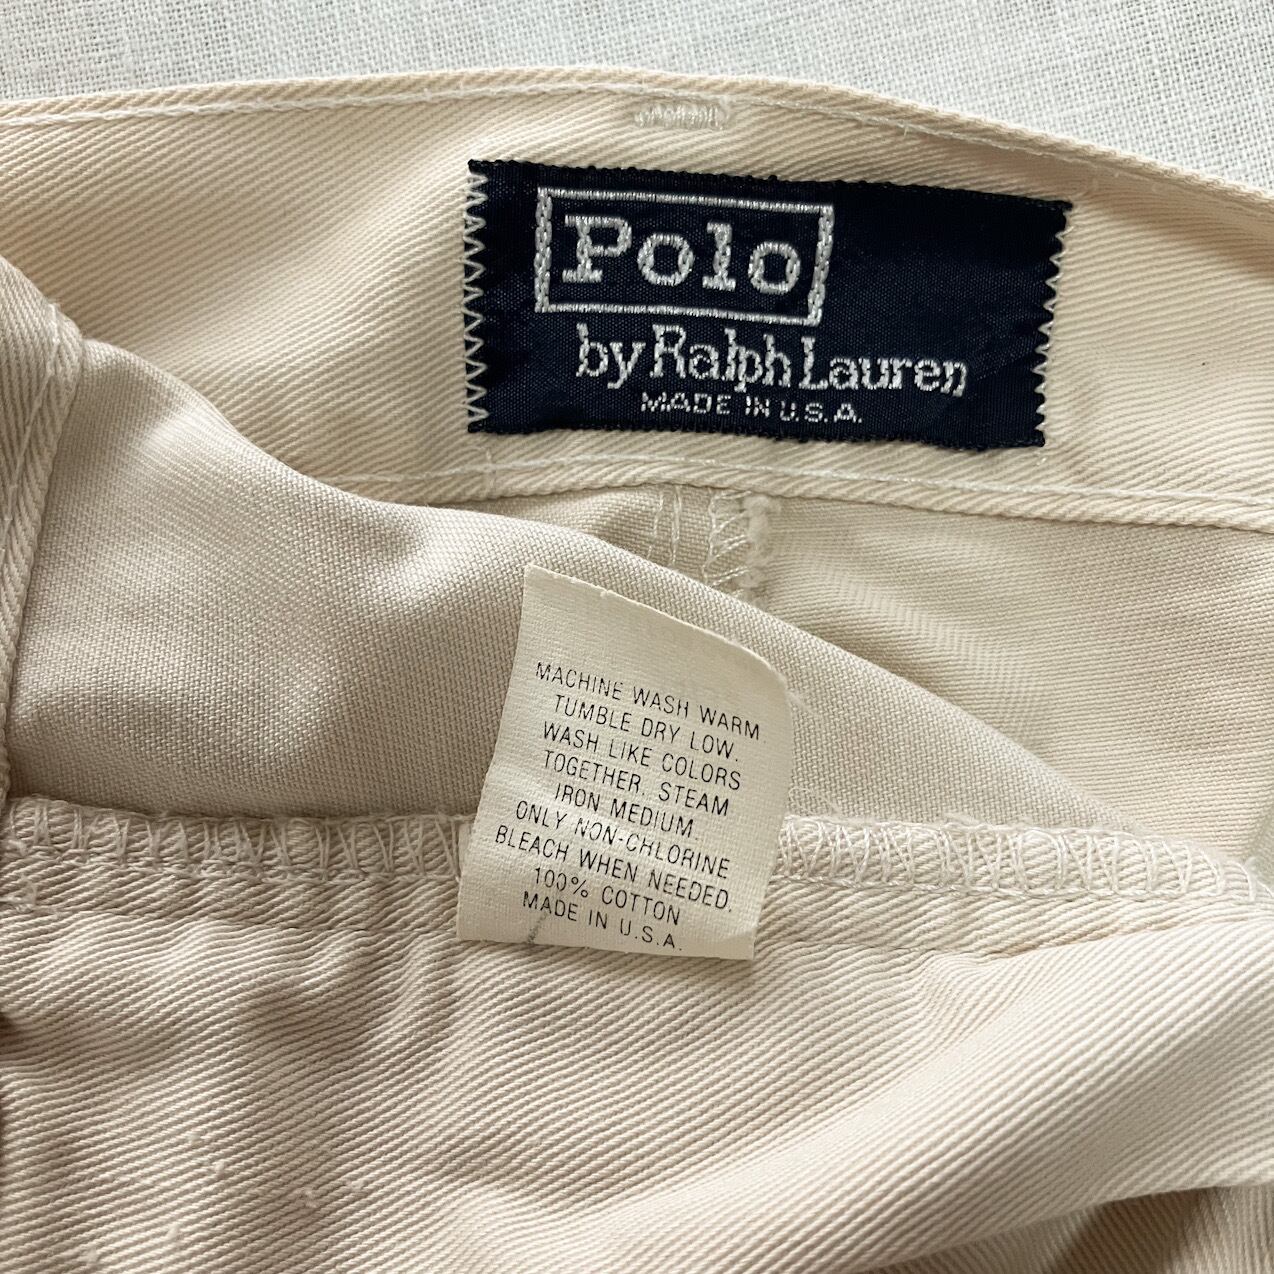 Polo
by Ralph Lauren
MADE IN U.S.A.
MACHINE WASH WARM.
TUMBLE DRY LOW.
WASH LIKE COLORS
TOGETHER. STEAM
IRON MEDIUM.
ONLY NON-CHLORINE
BLEACH WHEN NEEDED.
100% COTTON
MADE IN U.S.A.